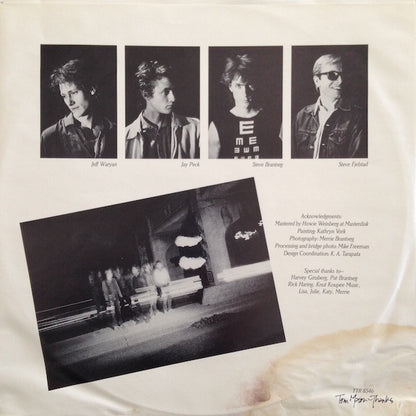 Jeff Waryan
Jay Peck
Steve Brantseg
Steve Fjelstad
E
M E
Acknowledgments:
Mastered by Howie Weinberg at Masterdisk
Painting: Kathryn Vork
Photography: Merrie Brantseg
Processing and bridge photo: Mike Freeman
Design Coordination: K. A. Tarapata
Special thanks to—
Harvey Ginsberg, Pat Brantseg
Rick Haring, Knut Koupee Music,
Lisa, Julie, Katy, Merrie
TTR 8546